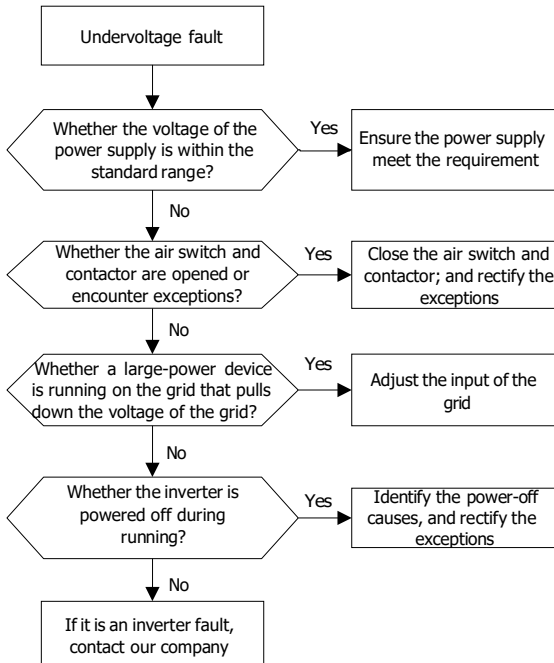 Undervoltage fault
Whether the voltage of the
power supply is within the
standard range?
Yes
Ensure the power supply
meet the requirement
No
Whether the air switch and
contactor are opened or
encounter exceptions?
Yes
Close the air switch and
contactor; and rectify the
exceptions
No
Whether a large-power device
is running on the grid that pulls
down the voltage of the grid?
Yes
Adjust the input of the
grid
No
Whether the inverter is
powered off during
running?
Yes
Identify the power-off
causes, and rectify the
exceptions
No
If it is an inverter fault,
contact our company